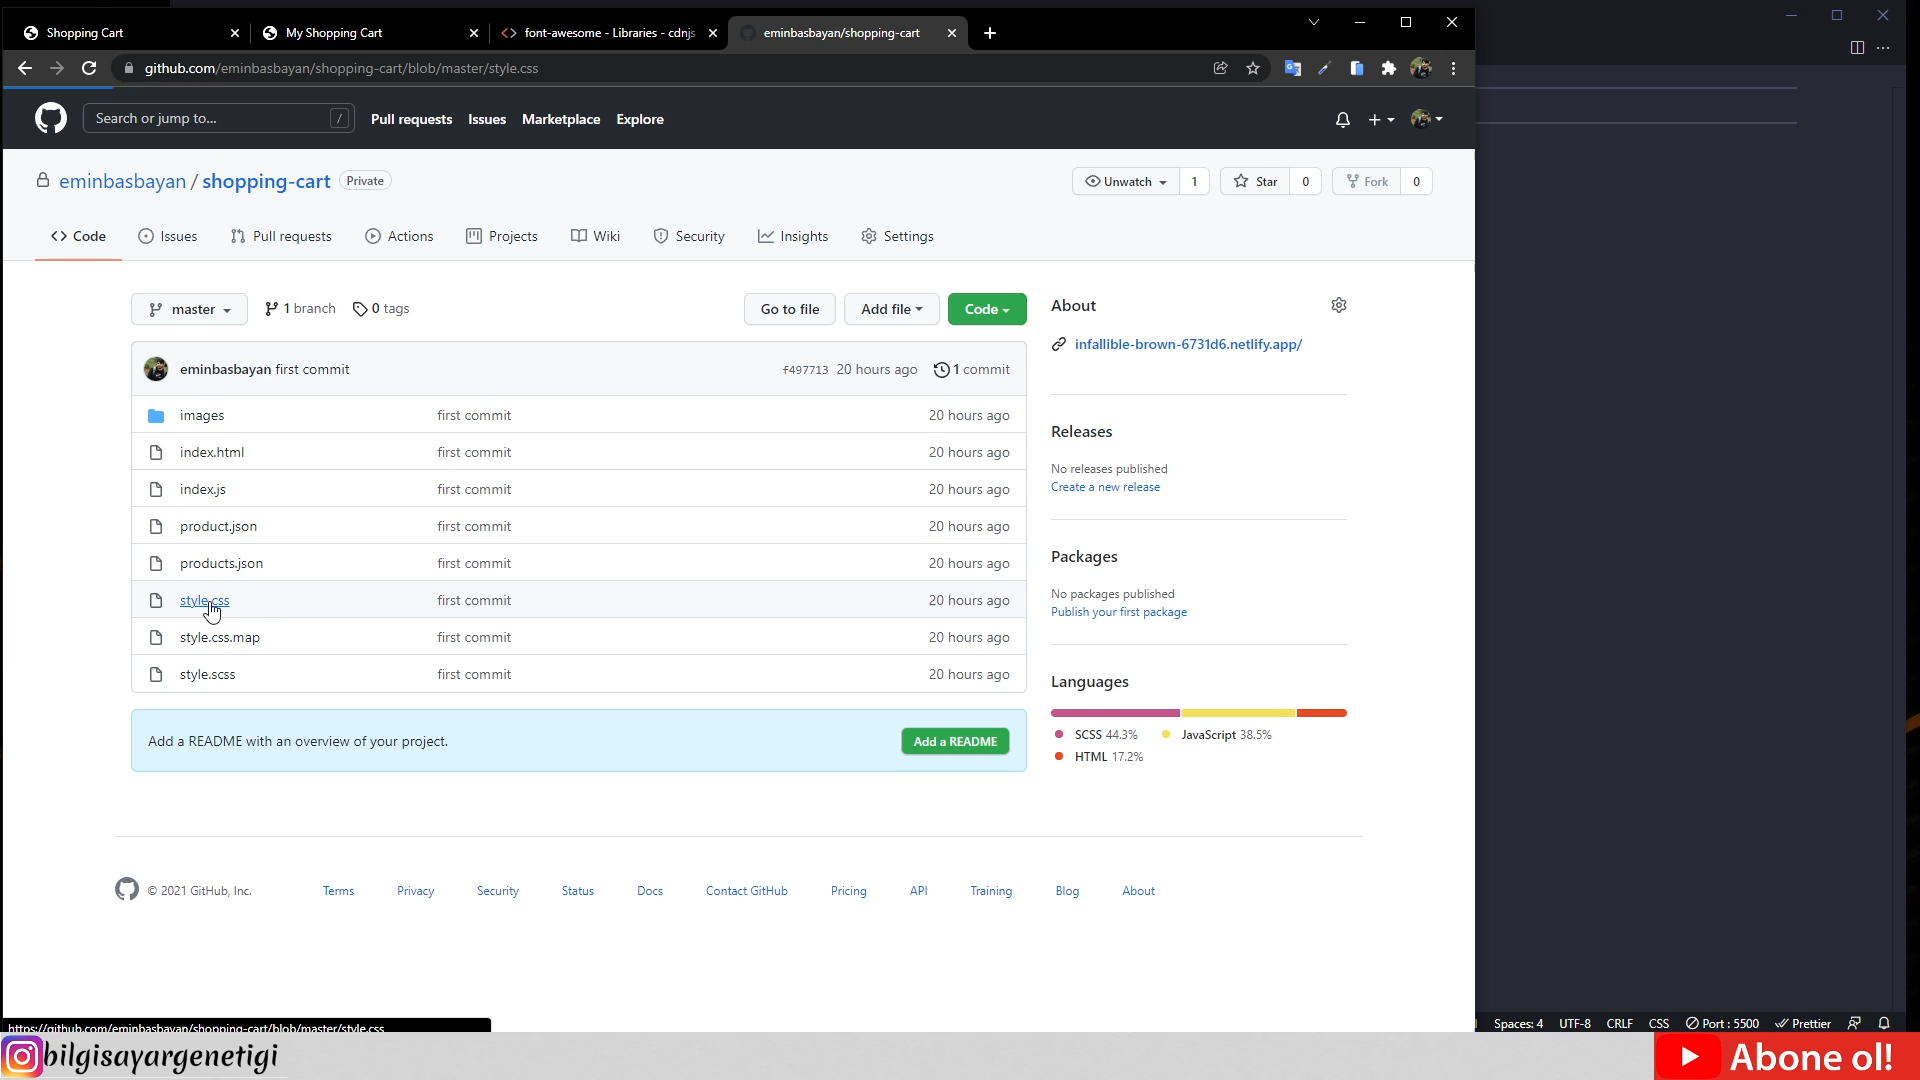 Shopping Cart
My Shopping Cart
font-awesome - Libraries - cdnjs
eminbasbayan/shopping-cart
github.com/eminbasbayan/shopping-cart/blob/master/style.css
Search or jump to...
/
Pull requests
Issues
Marketplace
Explore
eminbasbayan / shopping-cart
Private
Unwatch
1
Star
0
Fork
0
Code
Issues
Pull requests
Actions
Projects
Wiki
Security
Insights
Settings
master
1 branch
0 tags
Go to file
Add file
Code
eminbasbayan first commit
f497713 20 hours ago
1 commit
images first commit 20 hours ago
index.html first commit 20 hours ago
index.js first commit 20 hours ago
product.json first commit 20 hours ago
products.json first commit 20 hours ago
style.css first commit 20 hours ago
style.css.map first commit 20 hours ago
style.scss first commit 20 hours ago
Add a README with an overview of your project.
Add a README
About
infallible-brown-6731d6.netlify.app/
Releases
No releases published
Create a new release
Packages
No packages published
Publish your first package
Languages
SCSS 44.3%
JavaScript 38.5%
HTML 17.2%
© 2021 GitHub, Inc.
Terms
Privacy
Security
Status
Docs
Contact GitHub
Pricing
API
Training
Blog
About
https://github.com/eminbasbayan/shopping-cart/blob/master/style.css
Spaces: 4
UTF-8
CRLF
CSS
Port : 5500
Prettier
bilgisayargenetigi
Abone ol!